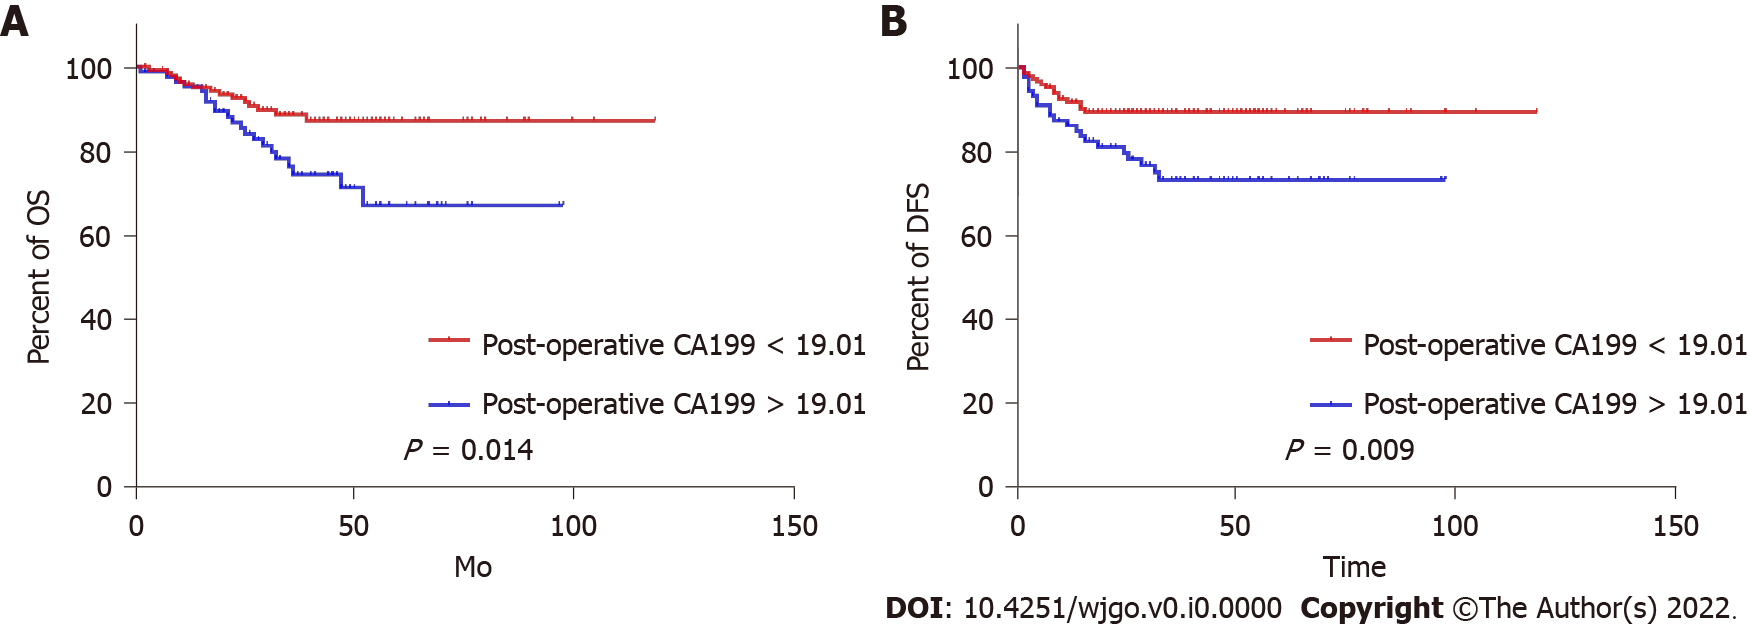 A
Percent of OS
100
80
60
40
20
0
0 50 100 150
Mo
Post-operative CA199 < 19.01
Post-operative CA199 > 19.01
P = 0.014
B
Percent of DFS
100
80
60
40
20
0
0 50 100 150
Time
Post-operative CA199 < 19.01
Post-operative CA199 > 19.01
P = 0.009
DOI: 10.4251/wjgo.v0.i0.0000 Copyright ©The Author(s) 2022.